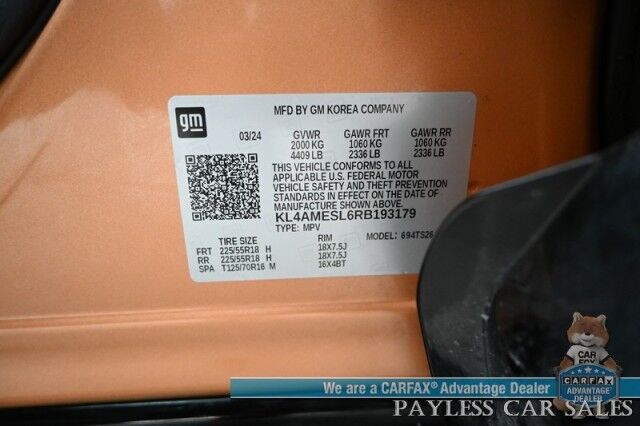 gm
MFD BY GM KOREA COMPANY
03/24 GVWR GAWR FRT GAWR RR
2000 KG 1060 KG 1060 KG
4409 LB 2336 LB 2336 LB
THIS VEHICLE CONFORMS TO ALL
APPLICABLE U.S. FEDERAL MOTOR
VEHICLE SAFETY AND THEFT PREVENTION
STANDARDS IN EFFECT ON THE DATE OF
MANUFACTURE SHOWN ABOVE.
KL4AMESL6RB193179
TYPE: MPV MODEL: 694TS26
TIRE SIZE RIM
FRT 225/55R18 H 18X7.5J
RR 225/55R18 H 18X7.5J
SPA T125/70R16 M 16X4BT
CAR FOX
We are a CARFAX® Advantage Dealer
CARFAX
ADVANTAGE DEALER
PAYLESS CAR SALES